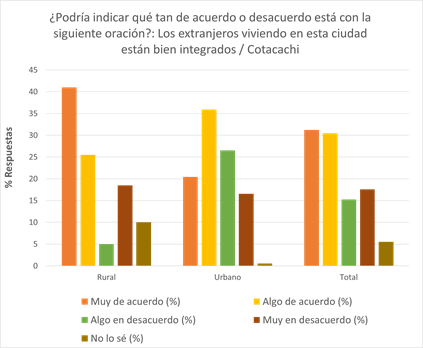 ¿Podría indicar qué tan de acuerdo o desacuerdo está con la
siguiente oración?: Los extranjeros viviendo en esta ciudad
están bien integrados / Cotacachi
% Respuestas
45
40
35
30
25
20
15
10
5
0
Rural
Urbano
Total
Muy de acuerdo (%)
Algo de acuerdo (%)
Algo en desacuerdo (%)
Muy en desacuerdo (%)
No lo sé (%)